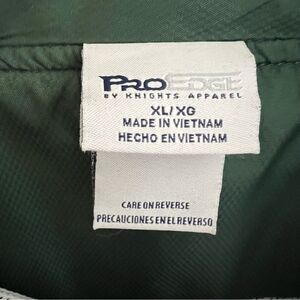 PROEDGE
BY KNIGHTS APPAREL
XL/XG
MADE IN VIETNAM
HECHO EN VIETNAM
CARE ON REVERSE
PRECAUCIONES EN EL REVERSO